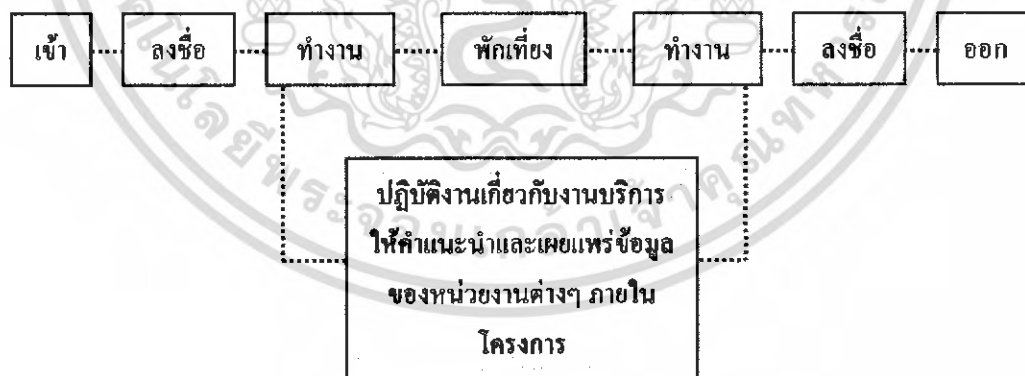 เข้า ลงชื่อ ทำงาน พักเที่ยง ทำงาน ลงชื่อ ออก
ปฏิบัติงานเกี่ยวกับงานบริการ
ให้คำแนะนำและเผยแพร่ข้อมูล
ของหน่วยงานต่างๆ ภายใน
โครงการ